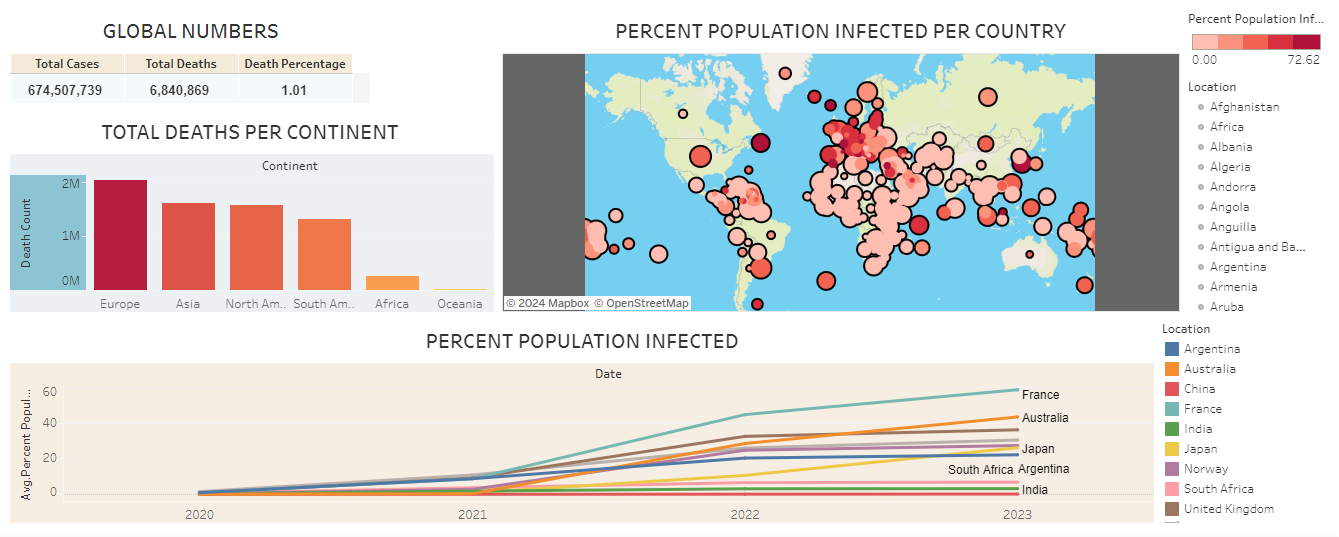 GLOBAL NUMBERS
Total Cases Total Deaths Death Percentage
674,507,739 6,840,869 1.01
TOTAL DEATHS PER CONTINENT
Continent
Death Count
2M
1M
0M
Europe Asia North Am.. South Am.. Africa Oceania
PERCENT POPULATION INFECTED PER COUNTRY
© 2024 Mapbox © OpenStreetMap
Percent Population Inf...
0.00 72.62
Location
Afghanistan
Africa
Albania
Algeria
Andorra
Angola
Anguilla
Antigua and Ba...
Argentina
Armenia
Aruba
PERCENT POPULATION INFECTED
Date
Avg.Percent Popul...
60
40
20
0
France
Australia
Japan
South Africa Argentina
India
2020 2021 2022 2023
Location
Argentina
Australia
China
France
India
Japan
Norway
South Africa
United Kingdom